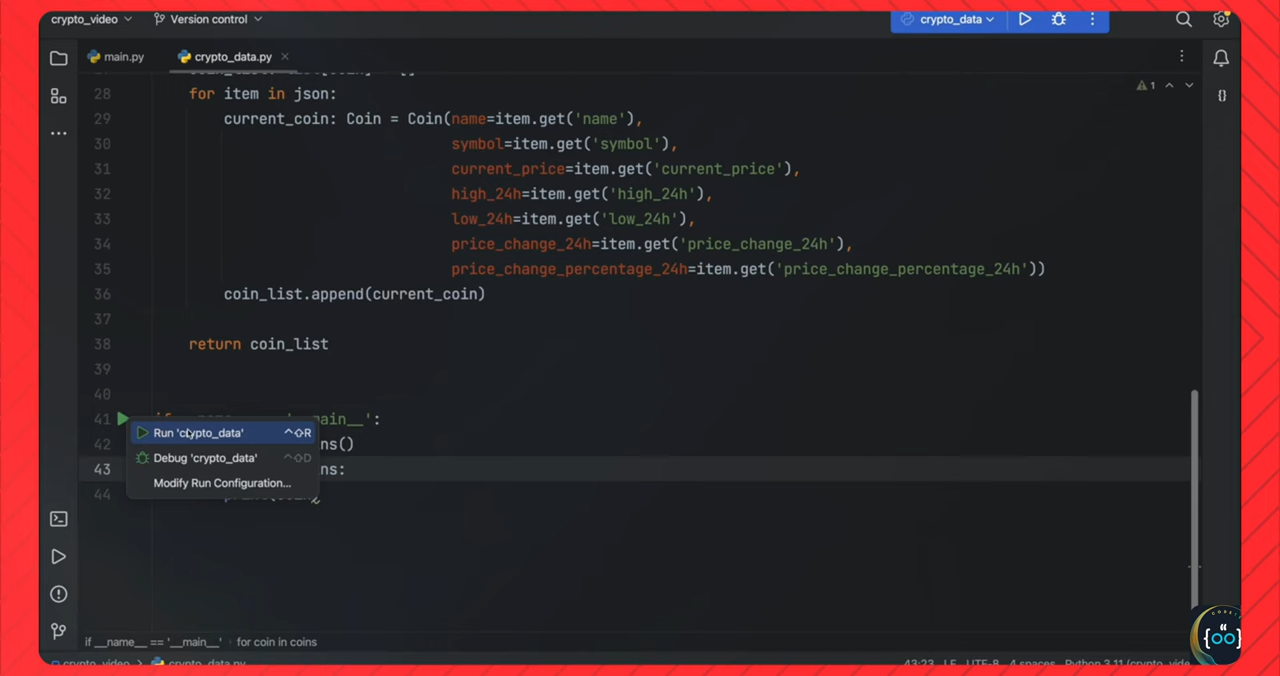 crypto_video Version control crypto_data
main.py crypto_data.py
28 for item in json: 1
29 current_coin: Coin = Coin(name=item.get('name'),
30 symbol=item.get('symbol'),
31 current_price=item.get('current_price'),
32 high_24h=item.get('high_24h'),
33 low_24h=item.get('low_24h'),
34 price_change_24h=item.get('price_change_24h'),
35 price_change_percentage_24h=item.get('price_change_percentage_24h'))
36 coin_list.append(current_coin)
37
38 return coin_list
39
40
41 main__':
Run 'crypto_data' ^⇧R
42 ns()
Debug 'crypto_data' ^⇧D
43 ns:
Modify Run Configuration...
44
if __name__ == '__main__' › for coin in coins
crypto_video › crypto_data.py 43:23 LF UTF-8 4 spaces Python 3.11